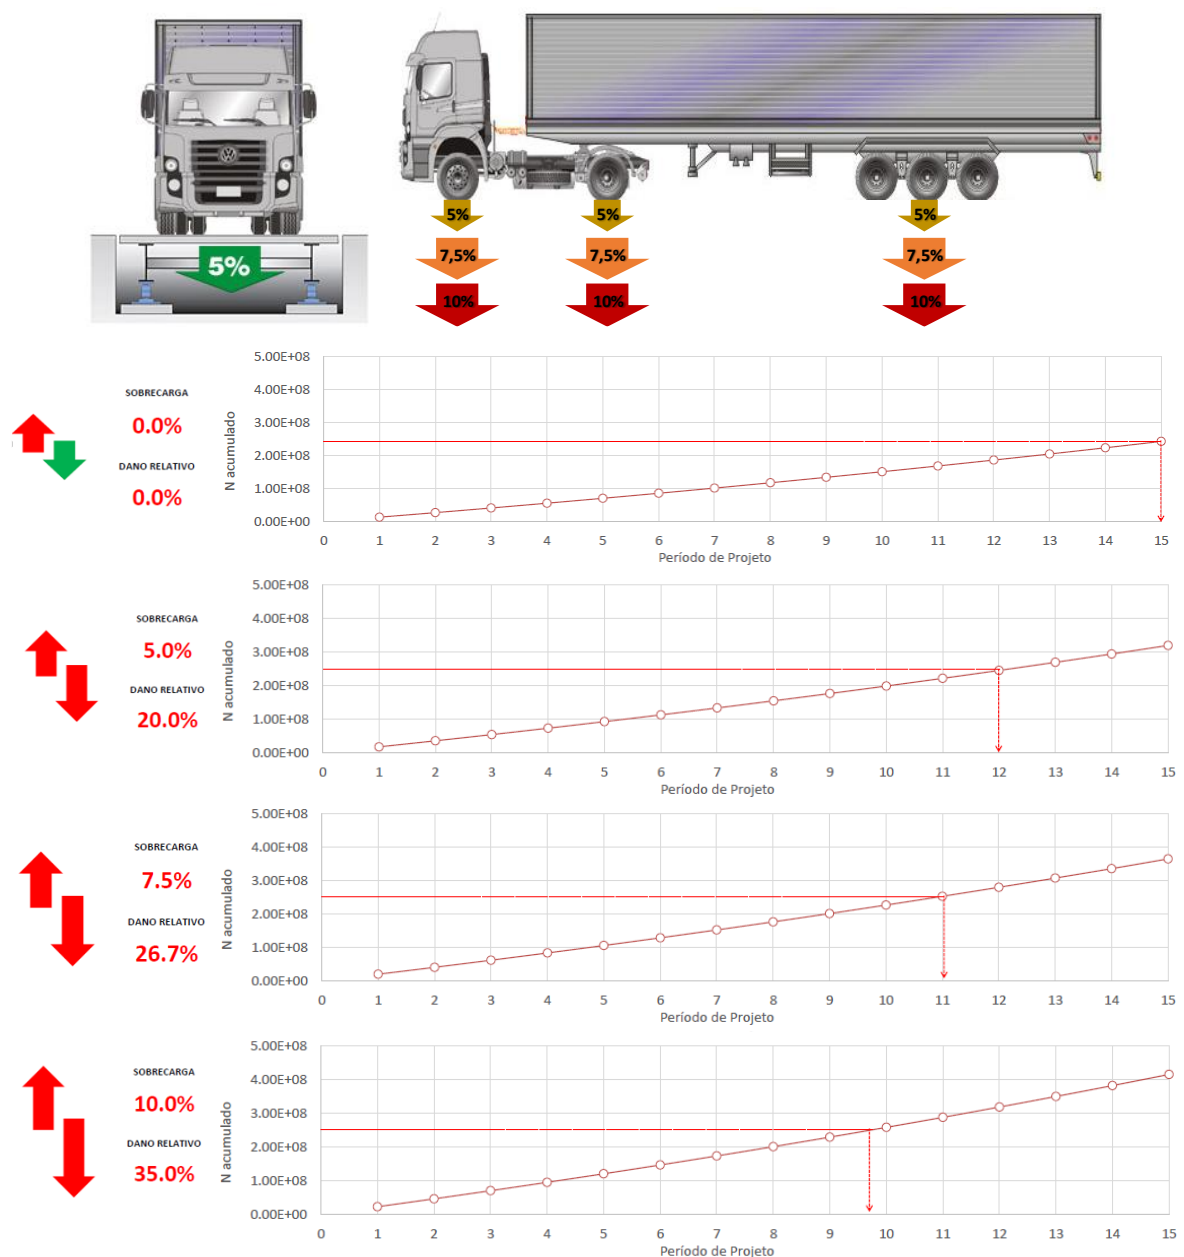 5%
5%
5%
5%
7,5%
7,5%
7,5%
10%
10%
10%
SOBRECARGA
0.0%
DANO RELATIVO
0.0%
N acumulado
5.00E+08
4.00E+08
3.00E+08
2.00E+08
1.00E+08
0.00E+00
0 1 2 3 4 5 6 7 8 9 10 11 12 13 14 15
Período de Projeto
SOBRECARGA
5.0%
DANO RELATIVO
20.0%
N acumulado
5.00E+08
4.00E+08
3.00E+08
2.00E+08
1.00E+08
0.00E+00
0 1 2 3 4 5 6 7 8 9 10 11 12 13 14 15
Período de Projeto
SOBRECARGA
7.5%
DANO RELATIVO
26.7%
N acumulado
5.00E+08
4.00E+08
3.00E+08
2.00E+08
1.00E+08
0.00E+00
0 1 2 3 4 5 6 7 8 9 10 11 12 13 14 15
Período de Projeto
SOBRECARGA
10.0%
DANO RELATIVO
35.0%
N acumulado
5.00E+08
4.00E+08
3.00E+08
2.00E+08
1.00E+08
0.00E+00
0 1 2 3 4 5 6 7 8 9 10 11 12 13 14 15
Período de Projeto